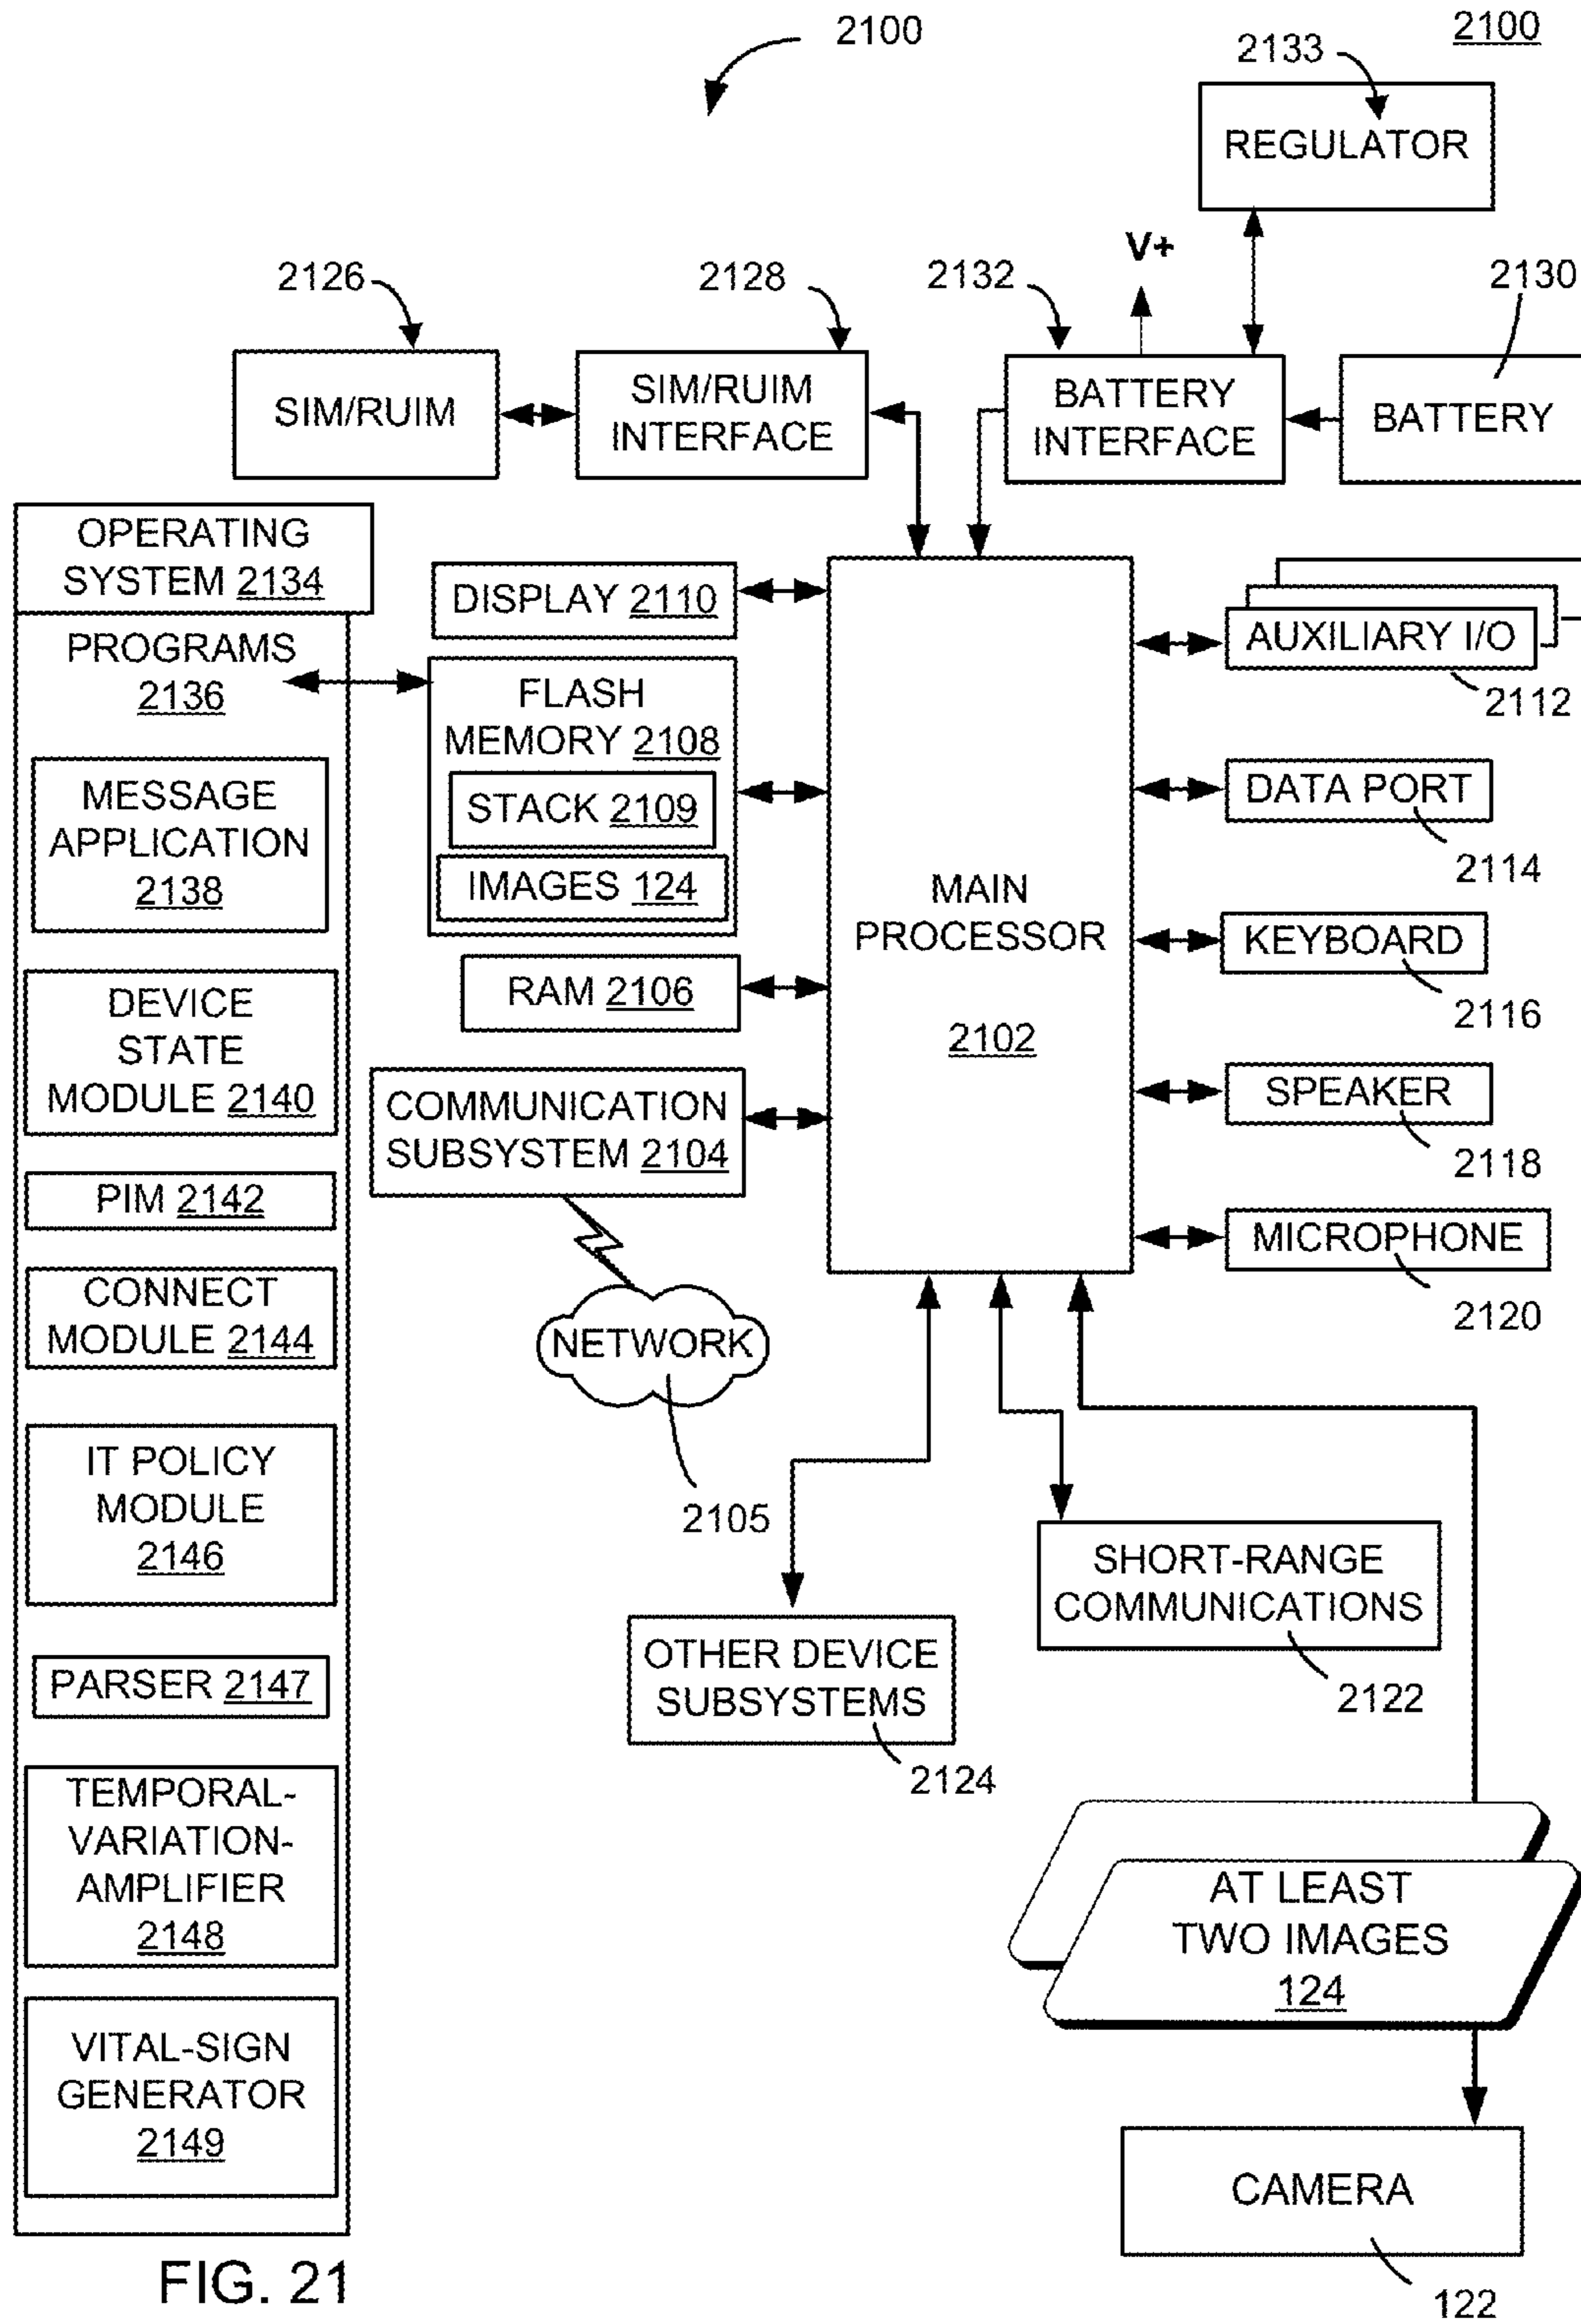 2100
2100
2133
REGULATOR
V+
2126
2128
2132
2130
SIM/RUIM
SIM/RUIM
INTERFACE
BATTERY
INTERFACE
BATTERY
OPERATING
SYSTEM 2134
PROGRAMS
2136
MESSAGE
APPLICATION
2138
DEVICE
STATE
MODULE 2140
PIM 2142
CONNECT
MODULE 2144
IT POLICY
MODULE
2146
PARSER 2147
TEMPORAL-
VARIATION-
AMPLIFIER
2148
VITAL-SIGN
GENERATOR
2149
DISPLAY 2110
FLASH
MEMORY 2108
STACK 2109
IMAGES 124
RAM 2106
COMMUNICATION
SUBSYSTEM 2104
NETWORK
2105
MAIN
PROCESSOR
2102
AUXILIARY I/O
2112
DATA PORT
2114
KEYBOARD
2116
SPEAKER
2118
MICROPHONE
2120
OTHER DEVICE
SUBSYSTEMS
2124
SHORT-RANGE
COMMUNICATIONS
2122
AT LEAST
TWO IMAGES
124
CAMERA
122
FIG. 21